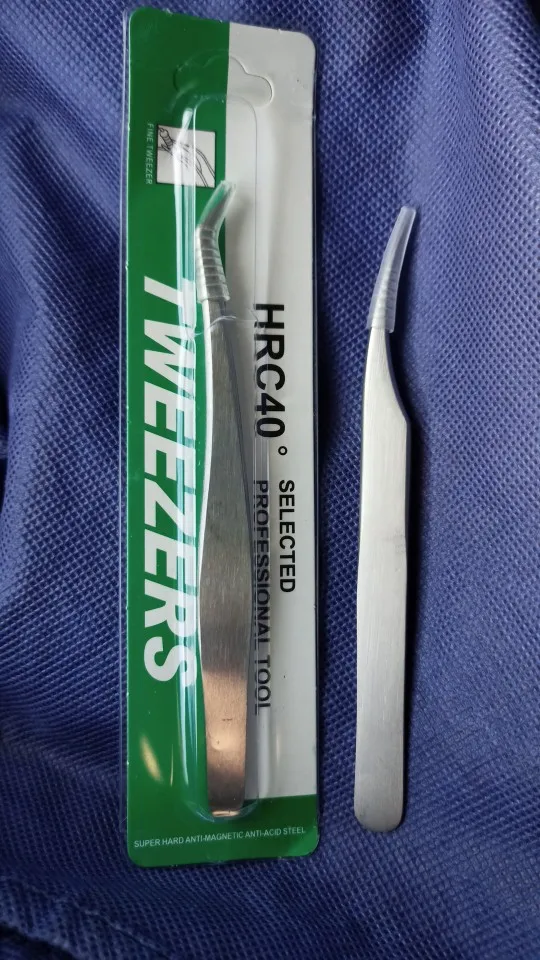 FINE TWEEZER
TWEEZERS
HRC40°
SELECTED
PROFESSIONAL TOOL
SUPER HARD ANTI-MAGNETIC ANTI-ACID STEEL